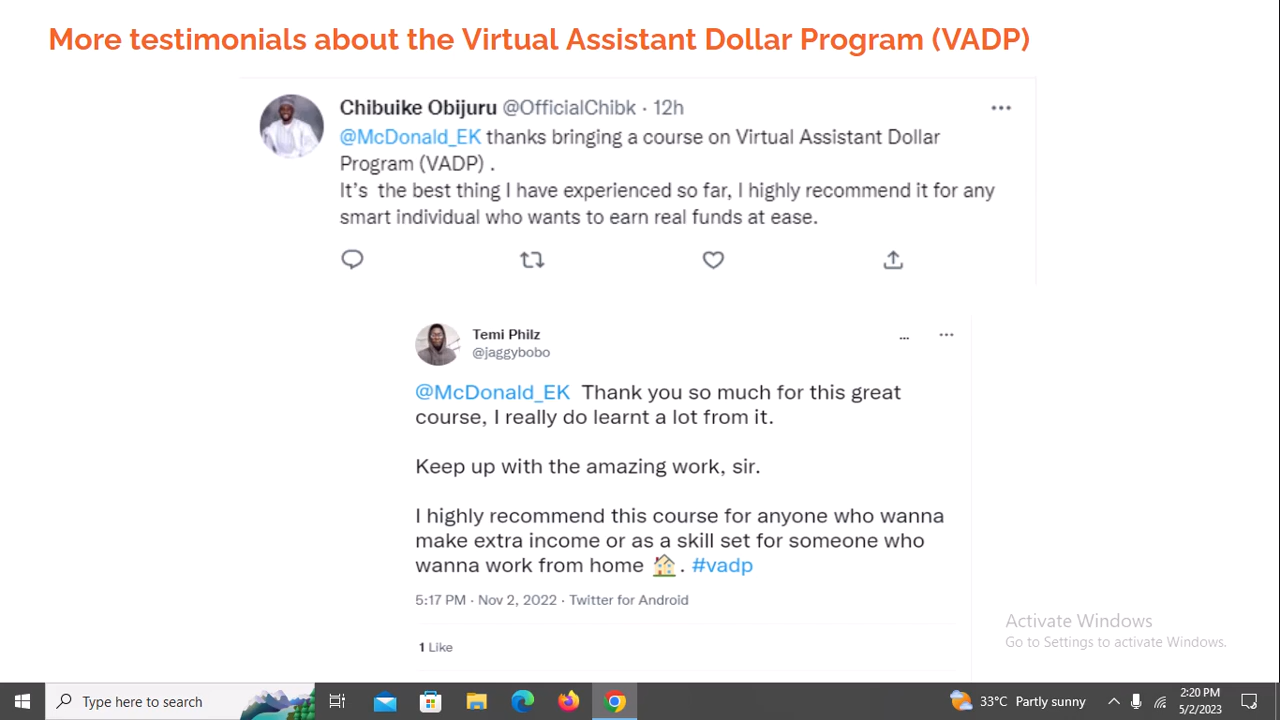 More testimonials about the Virtual Assistant Dollar Program (VADP)
Chibuike Obijuru @OfficialChibk · 12h
@McDonald_EK thanks bringing a course on Virtual Assistant Dollar
Program (VADP) .
It's  the best thing I have experienced so far, I highly recommend it for any
smart individual who wants to earn real funds at ease.
Temi Philz
@jaggybobo
@McDonald_EK  Thank you so much for this great
course, I really do learnt a lot from it.
Keep up with the amazing work, sir.
I highly recommend this course for anyone who wanna
make extra income or as a skill set for someone who
wanna work from home 🏠. #vadp
5:17 PM · Nov 2, 2022 · Twitter for Android
1 Like
Activate Windows
Go to Settings to activate Windows.
Type here to search
33°C Partly sunny
2:20 PM
5/2/2023